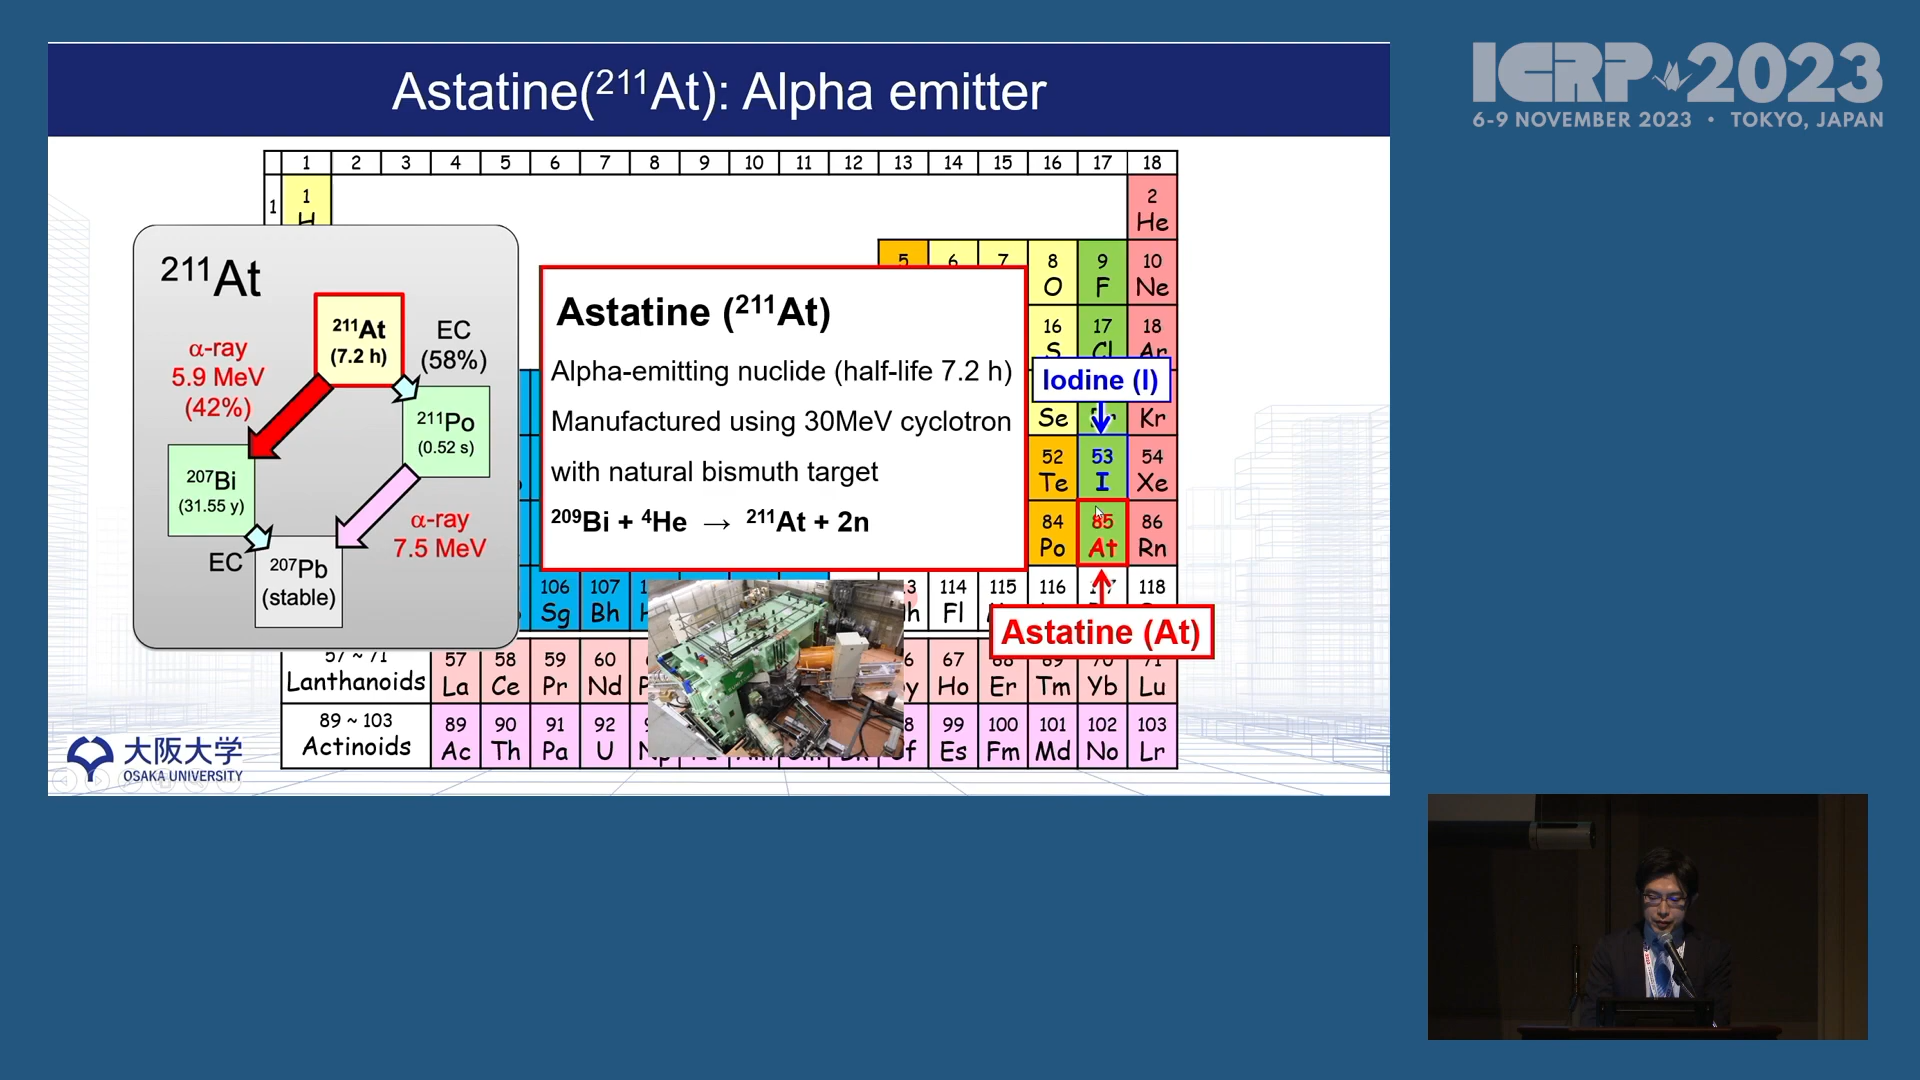 ICRP 2023
6-9 NOVEMBER 2023 • TOKYO, JAPAN
Astatine(²¹¹At): Alpha emitter
1 2 3 4 5 6 7 8 9 10 11 12 13 14 15 16 17 18
1
1
H
2
He
5 6 7 8 9 10
O F Ne
16 17 18
S Cl Ar
Se Kr
52 53 54
Te I Xe
84 85 86
Po At Rn
106 107 114 115 116 118
Sg Bh Fl
57 ~ 71
Lanthanoids
57 58 59 60 67 68 69 70 71
La Ce Pr Nd Ho Er Tm Yb Lu
89 ~ 103
Actinoids
89 90 91 92 99 100 101 102 103
Ac Th Pa U Np Es Fm Md No Lr
²¹¹At
²¹¹At
(7.2 h)
EC
(58%)
α-ray
5.9 MeV
(42%)
²¹¹Po
(0.52 s)
²⁰⁷Bi
(31.55 y)
α-ray
7.5 MeV
EC
²⁰⁷Pb
(stable)
Astatine (²¹¹At)
Alpha-emitting nuclide (half-life 7.2 h)
Manufactured using 30MeV cyclotron
with natural bismuth target
²⁰⁹Bi + ⁴He → ²¹¹At + 2n
Iodine (I)
Astatine (At)
大阪大学
OSAKA UNIVERSITY